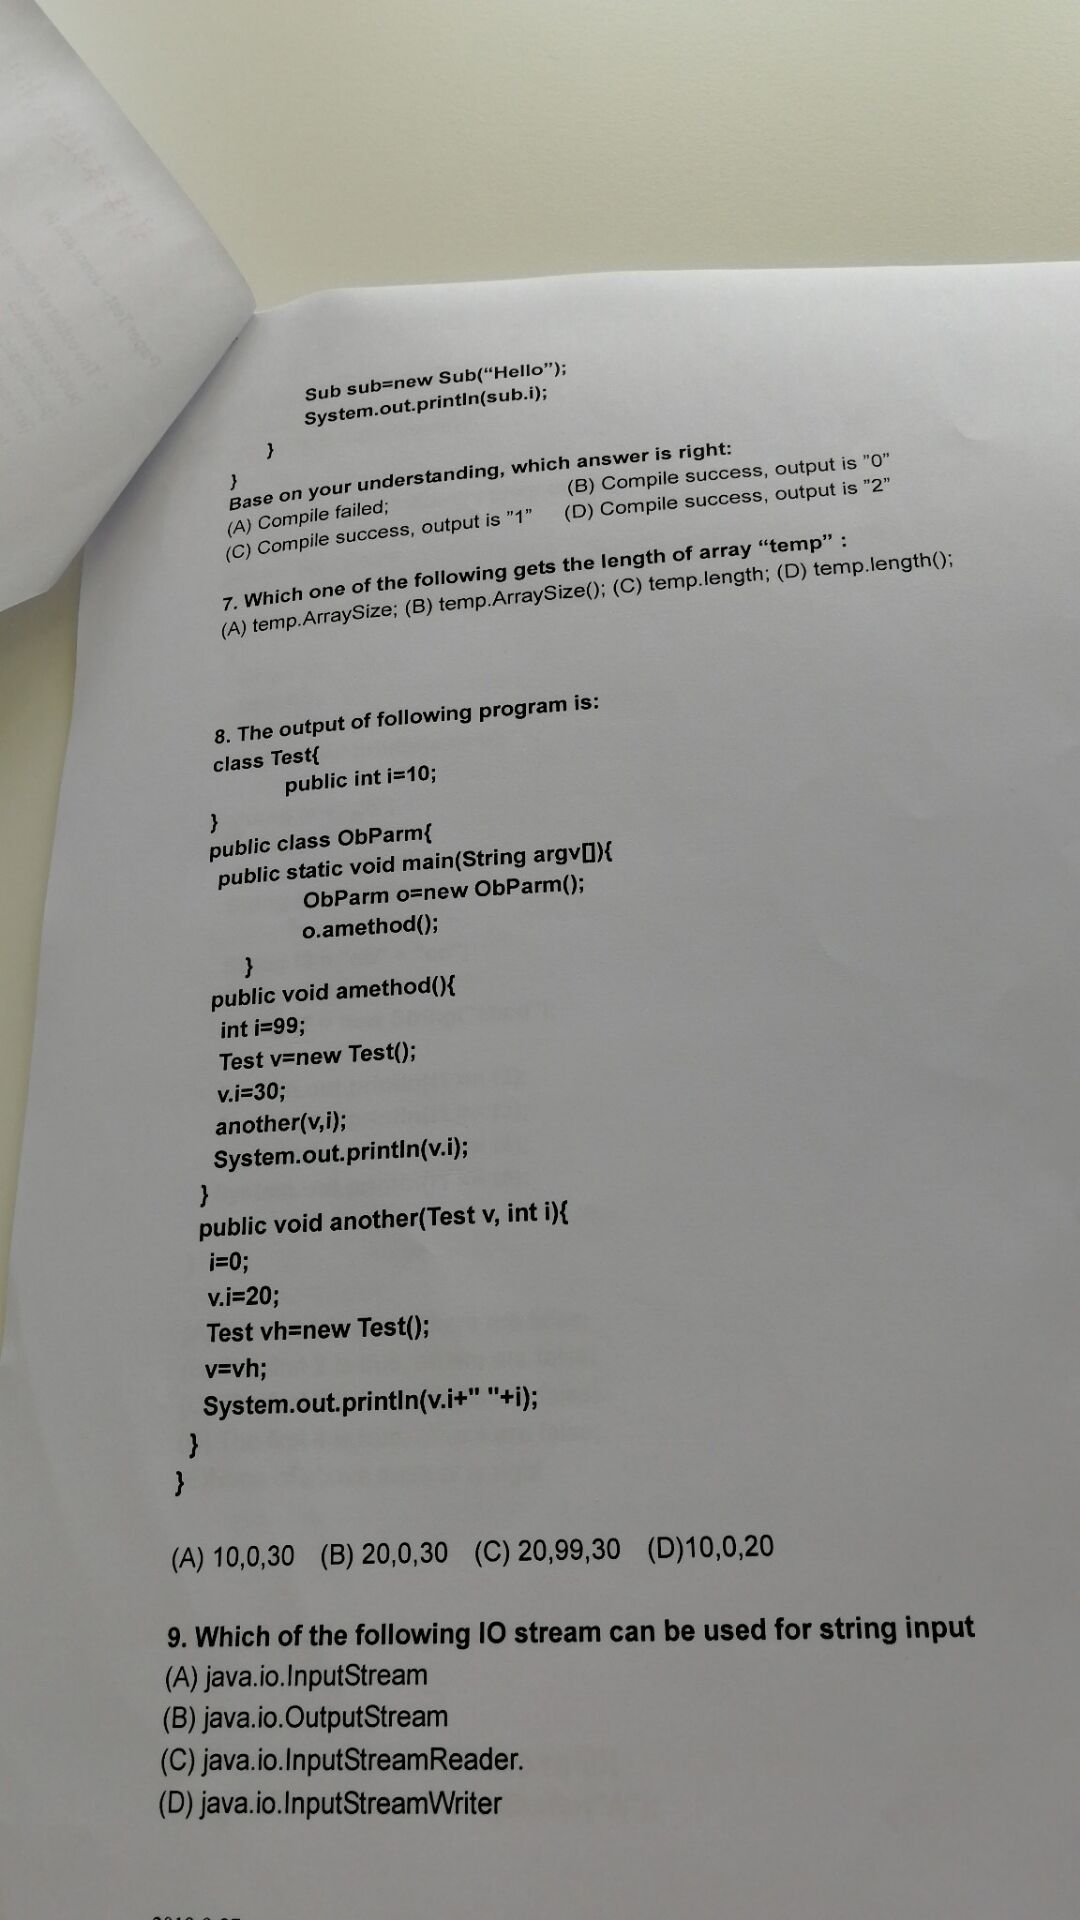 Sub sub=new Sub(“Hello”);
System.out.println(sub.i);
}
}
Base on your understanding, which answer is right:
(A) Compile failed; (B) Compile success, output is ”0”
(C) Compile success, output is ”1” (D) Compile success, output is ”2”
7. Which one of the following gets the length of array “temp” :
(A) temp.ArraySize; (B) temp.ArraySize(); (C) temp.length; (D) temp.length();
8. The output of following program is:
class Test{
public int i=10;
}
public class ObParm{
public static void main(String argv[]){
ObParm o=new ObParm();
o.amethod();
}
public void amethod(){
int i=99;
Test v=new Test();
v.i=30;
another(v,i);
System.out.println(v.i);
}
public void another(Test v, int i){
i=0;
v.i=20;
Test vh=new Test();
v=vh;
System.out.println(v.i+" "+i);
}
}
(A) 10,0,30 (B) 20,0,30 (C) 20,99,30 (D)10,0,20
9. Which of the following IO stream can be used for string input
(A) java.io.InputStream
(B) java.io.OutputStream
(C) java.io.InputStreamReader.
(D) java.io.InputStreamWriter